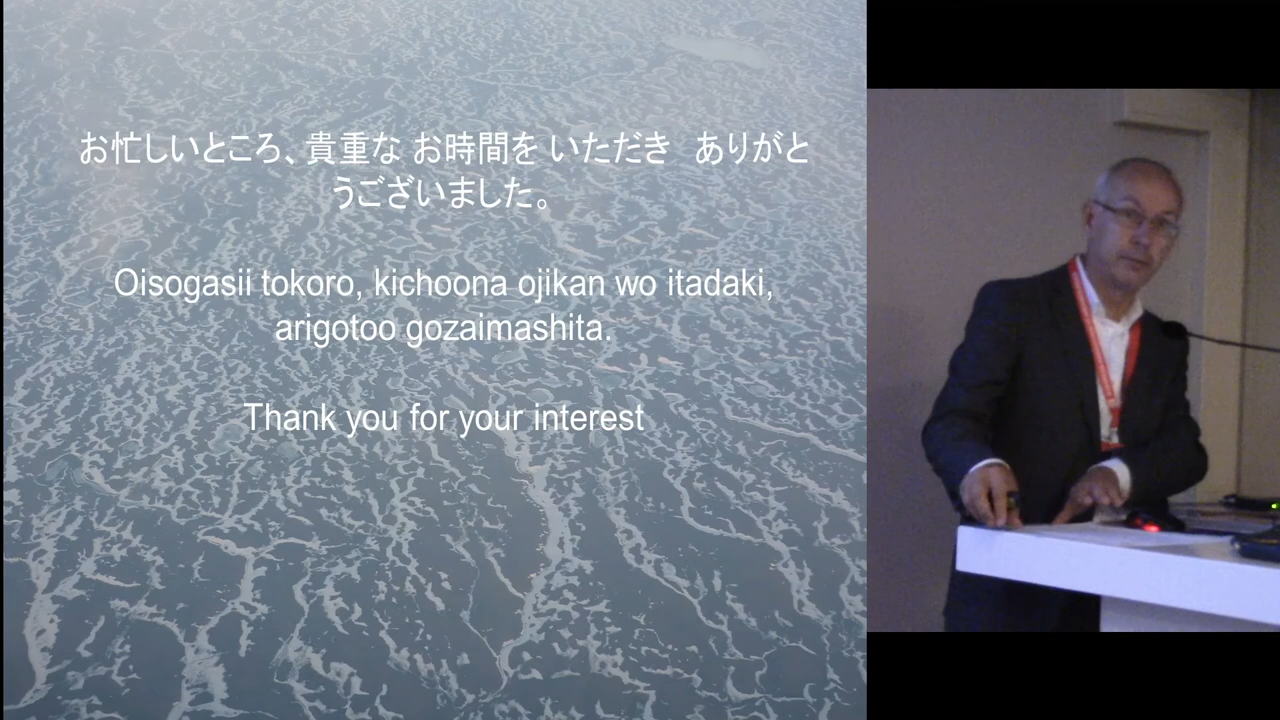 お忙しいところ、貴重な お時間を いただき　ありがと
うございました。
Oisogasii tokoro, kichoona ojikan wo itadaki,
arigotoo gozaimashita.
Thank you for your interest